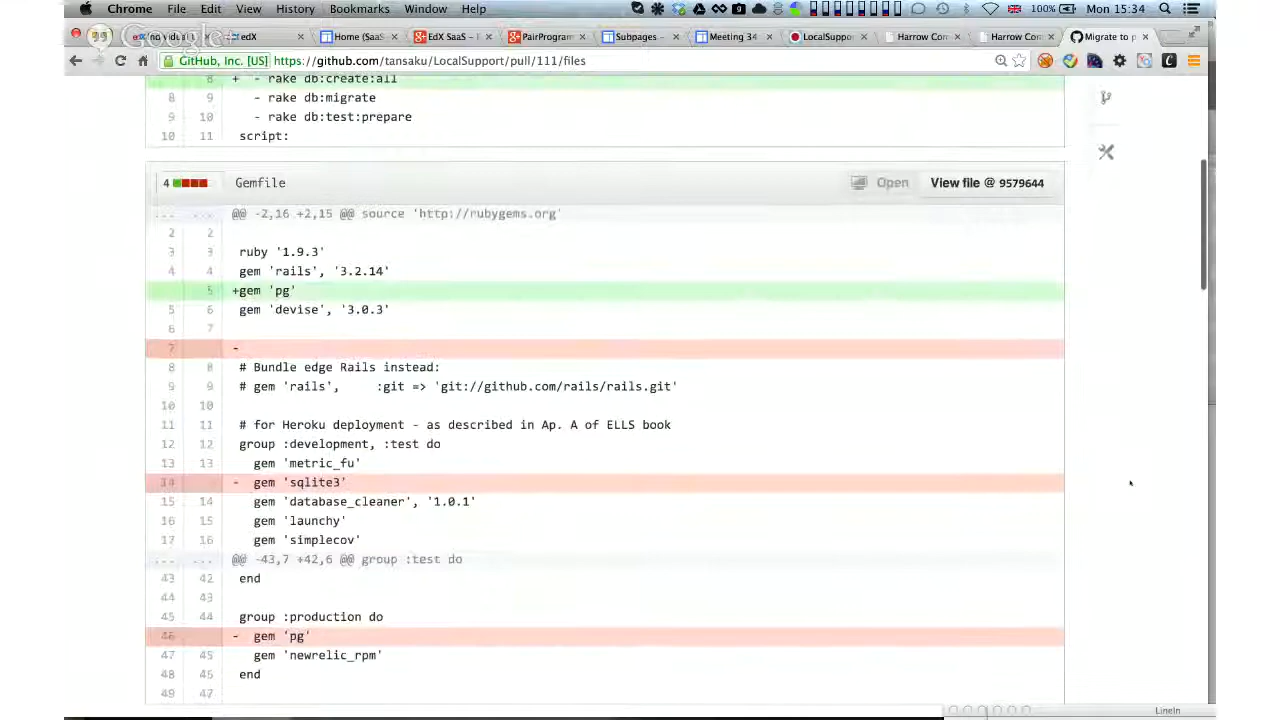 Chrome File Edit View History Bookmarks Window Help 100% Mon 15:34
Google+
edX Home (SaaS EdX SaaS – PairProgram Subpages – Meeting 34 LocalSuppor Harrow Con Harrow Con Migrate to p
GitHub, Inc. [US] https://github.com/tansaku/LocalSupport/pull/111/files
8 + - rake db:create:all
8 9 - rake db:migrate
9 10 - rake db:test:prepare
10 11 script:
4 Gemfile Open View file @ 9579644
... ... @@ -2,16 +2,15 @@ source 'http://rubygems.org'
2 2
3 3 ruby '1.9.3'
4 4 gem 'rails', '3.2.14'
5 +gem 'pg'
5 6 gem 'devise', '3.0.3'
6 7
7 -
8 8 # Bundle edge Rails instead:
9 9 # gem 'rails', :git => 'git://github.com/rails/rails.git'
10 10
11 11 # for Heroku deployment - as described in Ap. A of ELLS book
12 12 group :development, :test do
13 13 gem 'metric_fu'
14 - gem 'sqlite3'
15 14 gem 'database_cleaner', '1.0.1'
16 15 gem 'launchy'
17 16 gem 'simplecov'
... ... @@ -43,7 +42,6 @@ group :test do
43 42 end
44 43
45 44 group :production do
46 - gem 'pg'
47 45 gem 'newrelic_rpm'
48 46 end
49 47
LineIn